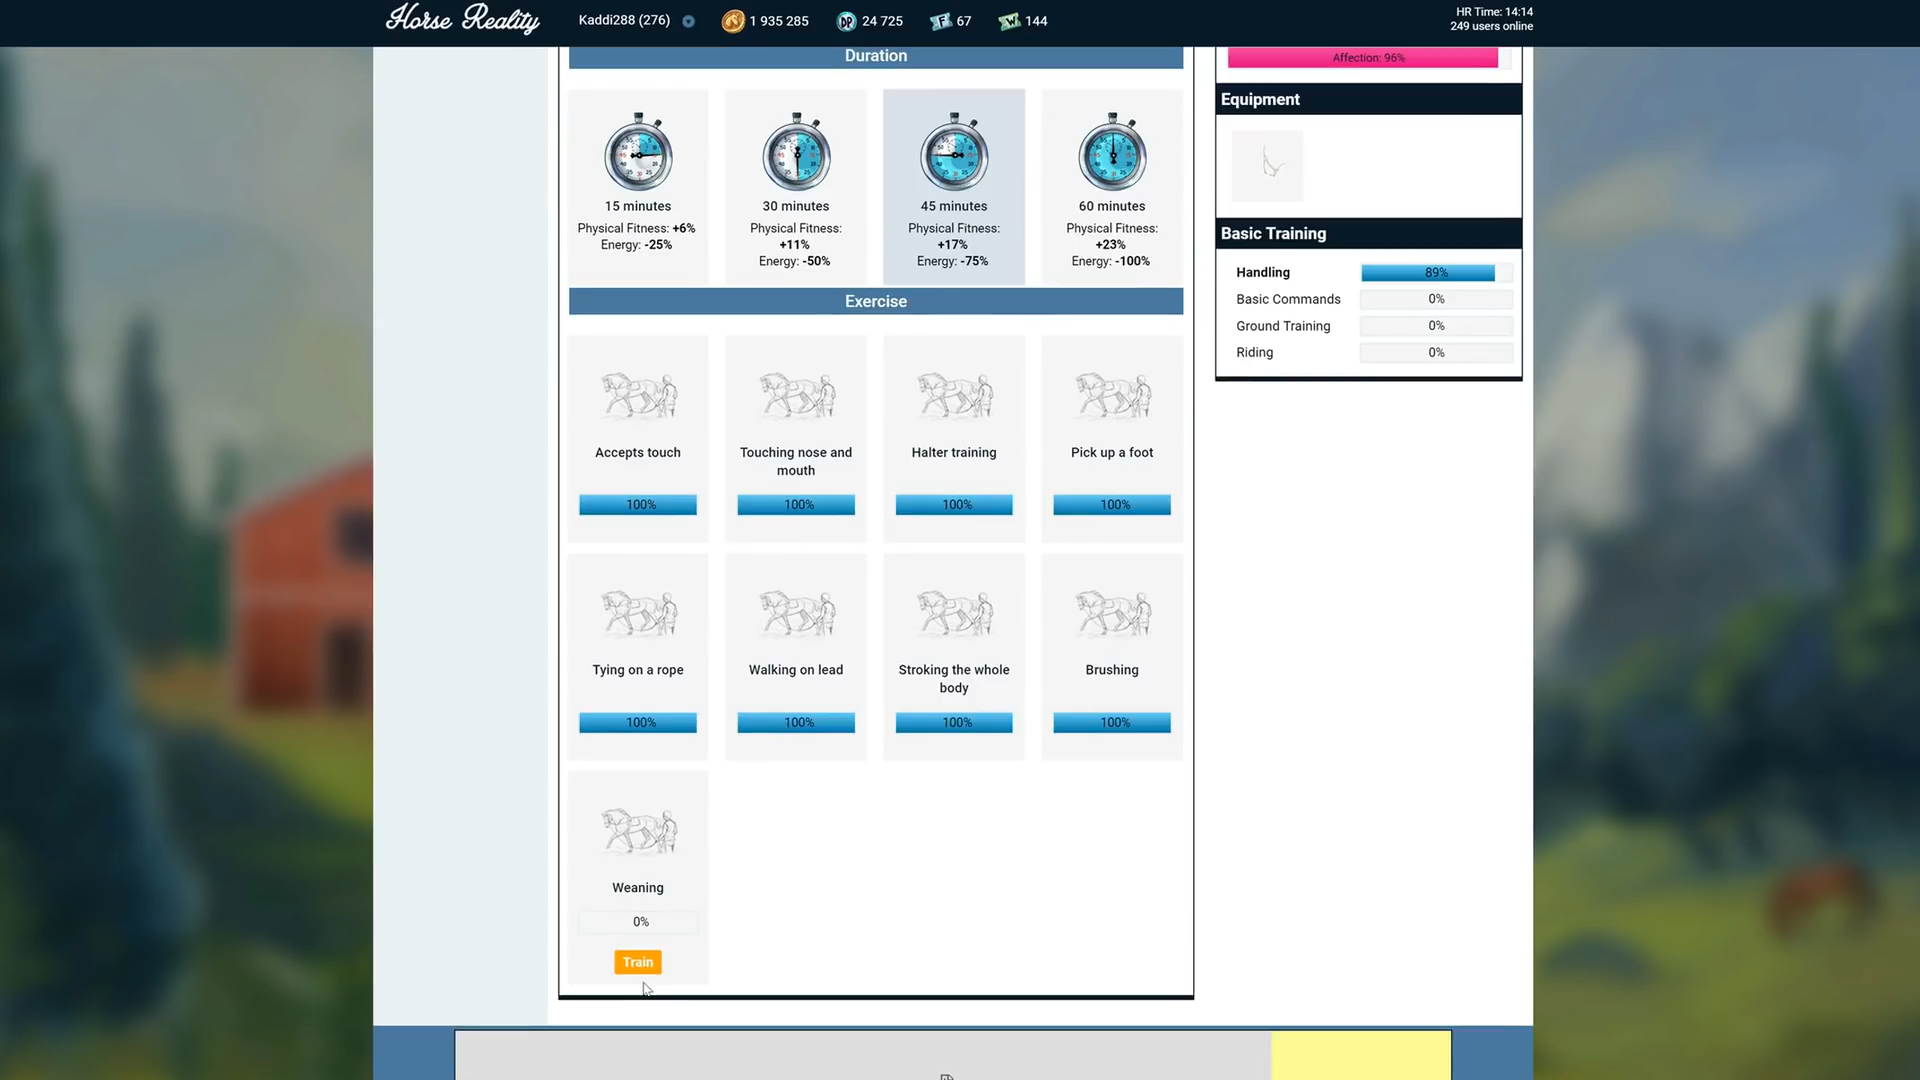 Horse Reality
Kaddi288 (276)
1 935 285
24 725
67
144
HR Time: 14:14
249 users online
Duration
15 minutes
Physical Fitness: +6%
Energy: -25%
30 minutes
Physical Fitness:
+11%
Energy: -50%
45 minutes
Physical Fitness:
+17%
Energy: -75%
60 minutes
Physical Fitness:
+23%
Energy: -100%
Exercise
Accepts touch
100%
Touching nose and
mouth
100%
Halter training
100%
Pick up a foot
100%
Tying on a rope
100%
Walking on lead
100%
Stroking the whole
body
100%
Brushing
100%
Weaning
0%
Train
Affection: 96%
Equipment
Basic Training
Handling
89%
Basic Commands
0%
Ground Training
0%
Riding
0%